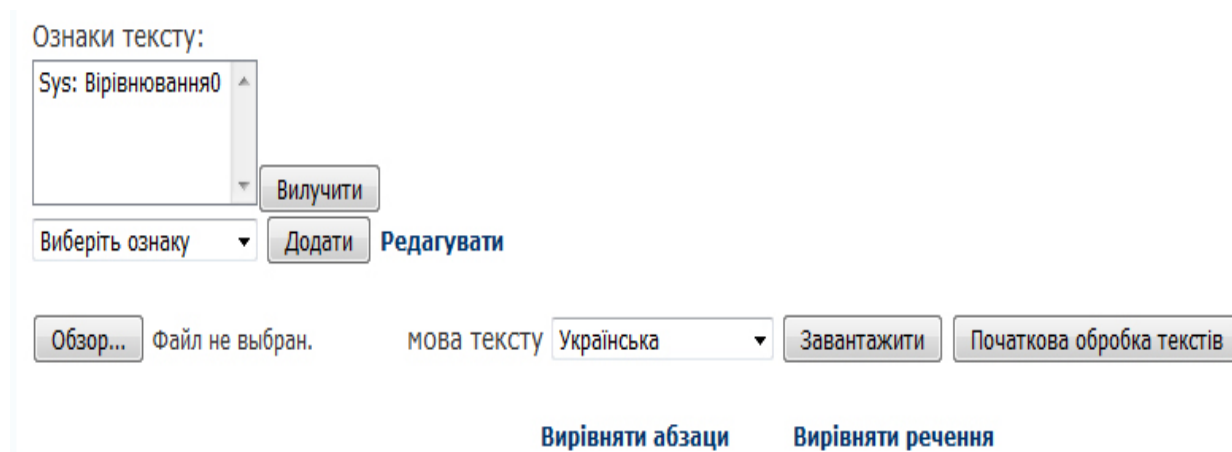 Ознаки тексту:
Sys: Вірівнювання0
Вилучити
Виберіть ознаку Додати Редагувати
Обзор... Файл не выбран. мова тексту Українська Завантажити Початкова обробка текстів
Вирівняти абзаци Вирівняти речення